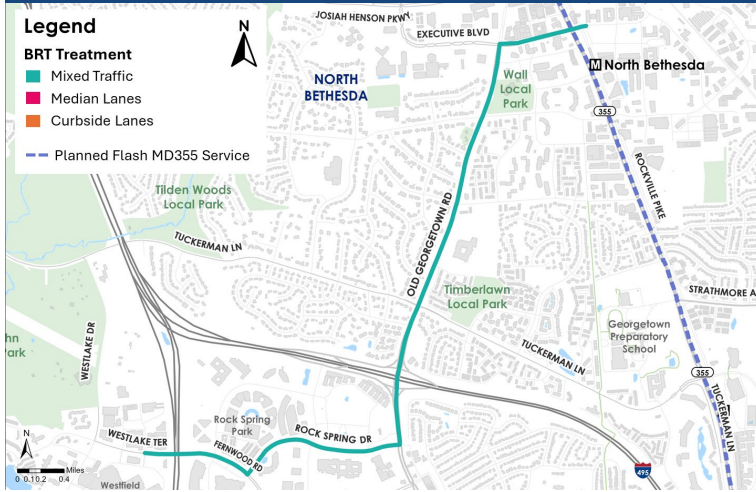 Legend
BRT Treatment
Mixed Traffic
Median Lanes
Curbside Lanes
Planned Flash MD355 Service
N
JOSIAH HENSON PKWY
EXECUTIVE BLVD
M North Bethesda
NORTH
BETHESDA
Wall
Local
Park
355
ROCKVILLE PIKE
Tilden Woods
Local Park
TUCKERMAN LN
OLD GEORGETOWN RD
Timberlawn
Local Park
STRATHMORE A
Georgetown
Preparatory
School
hn
ark
WESTLAKE DR
TUCKERMAN LN
355
TUCKERMAN LN
Rock Spring
Park
ROCK SPRING DR
WESTLAKE TER
FERNWOOD RD
N
Miles
0 0.10.2 0.4
495
Westfield